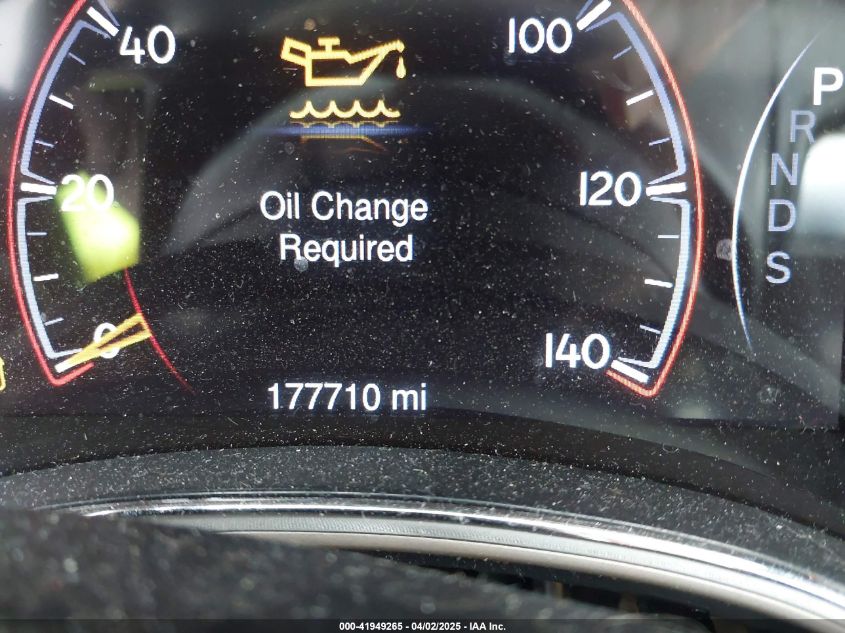 40
100
P
R
20
120
N
Oil Change
D
Required
S
0
140
177710 mi
000-41949265 - 04/02/2025 - IAA Inc.